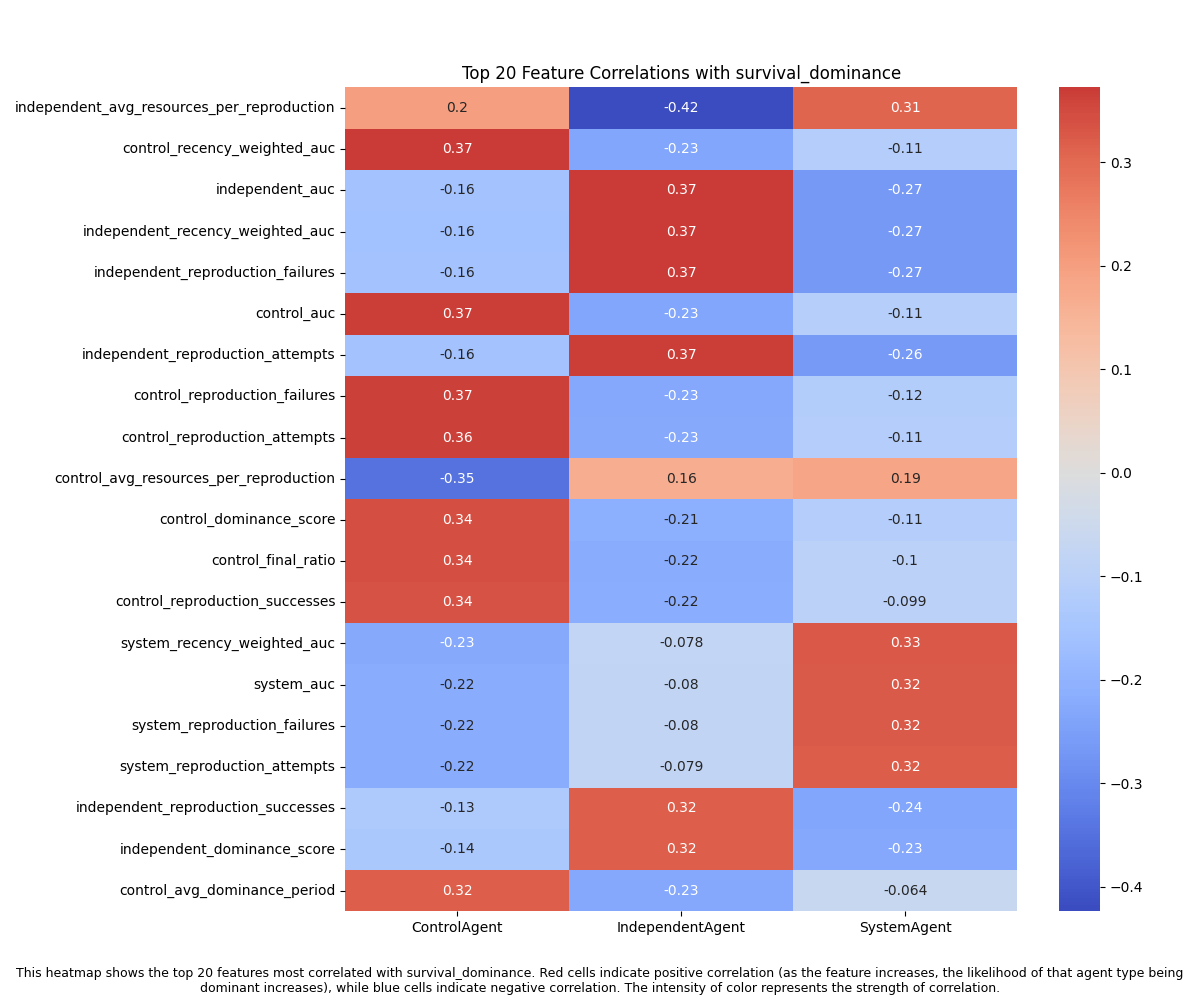 Top 20 Feature Correlations with survival_dominance
independent_avg_resources_per_reproduction 0.2 -0.42 0.31
control_recency_weighted_auc 0.37 -0.23 -0.11
independent_auc -0.16 0.37 -0.27
independent_recency_weighted_auc -0.16 0.37 -0.27
independent_reproduction_failures -0.16 0.37 -0.27
control_auc 0.37 -0.23 -0.11
independent_reproduction_attempts -0.16 0.37 -0.26
control_reproduction_failures 0.37 -0.23 -0.12
control_reproduction_attempts 0.36 -0.23 -0.11
control_avg_resources_per_reproduction -0.35 0.16 0.19
control_dominance_score 0.34 -0.21 -0.11
control_final_ratio 0.34 -0.22 -0.1
control_reproduction_successes 0.34 -0.22 -0.099
system_recency_weighted_auc -0.23 -0.078 0.33
system_auc -0.22 -0.08 0.32
system_reproduction_failures -0.22 -0.08 0.32
system_reproduction_attempts -0.22 -0.079 0.32
independent_reproduction_successes -0.13 0.32 -0.24
independent_dominance_score -0.14 0.32 -0.23
control_avg_dominance_period 0.32 -0.23 -0.064
ControlAgent IndependentAgent SystemAgent
0.3
0.2
0.1
0.0
−0.1
−0.2
−0.3
−0.4
This heatmap shows the top 20 features most correlated with survival_dominance. Red cells indicate positive correlation (as the feature increases, the likelihood of that agent type being
dominant increases), while blue cells indicate negative correlation. The intensity of color represents the strength of correlation.